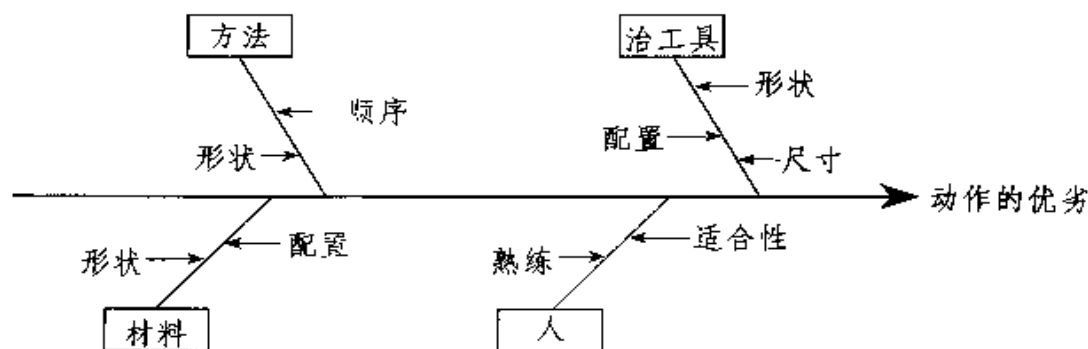 方法
治工具
形状
顺序
配置
形状
尺寸
动作的优劣
适合性
配置
熟练
形状
材料
人